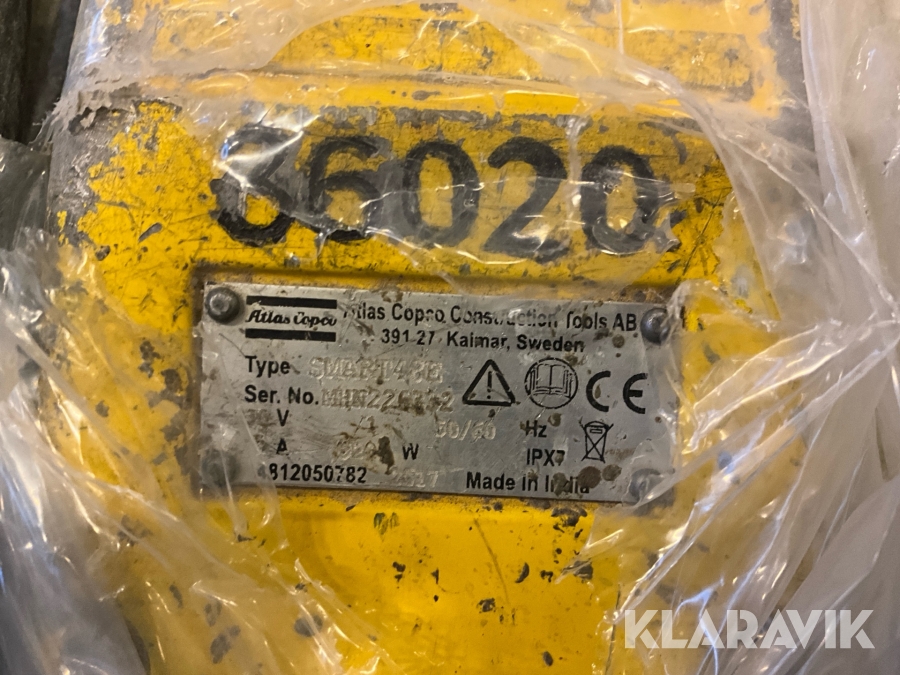 36020
Atlas Copco
Atlas Copco Construction Tools AB
391 27 Kalmar, Sweden
Type
Ser. No.
V 50/60 Hz
A W IPX7
4812050782 2017 Made in India
KLARAVIK